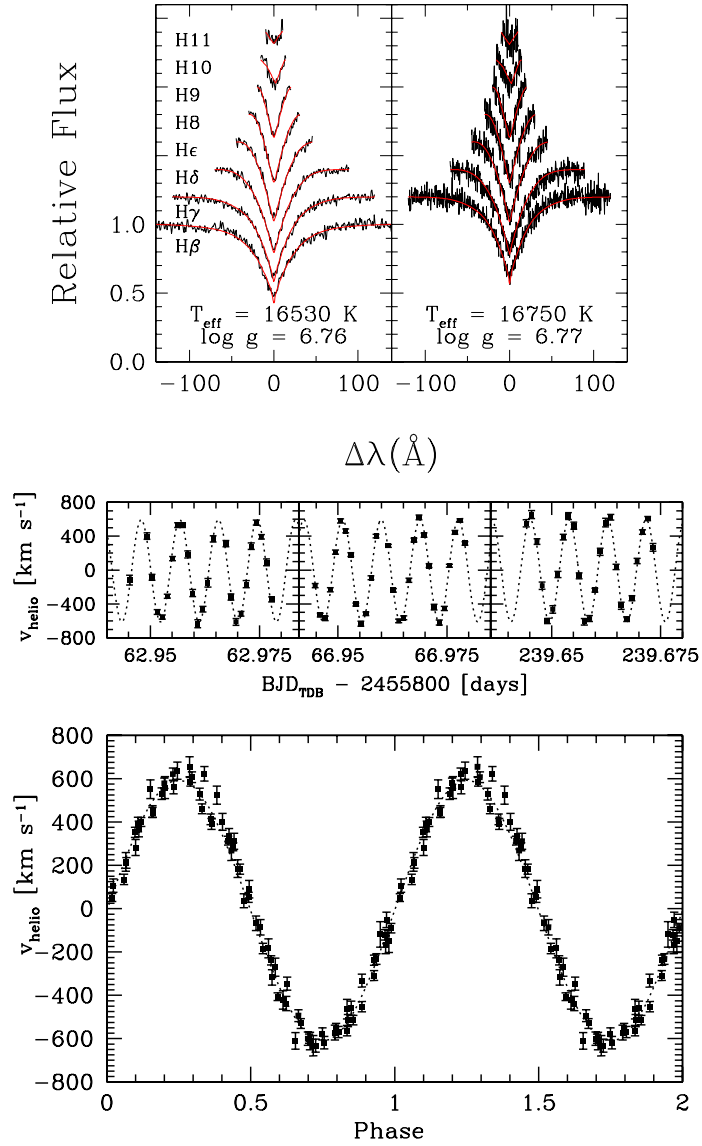 H11
H10
H9
H8
Hϵ
Hδ
Hγ
Hβ
Relative Flux
1.0
0.5
0.0
T_eff = 16530 K
log g = 6.76
T_eff = 16750 K
log g = 6.77
−100 0 100 −100 0 100
Δλ(Å)
v_helio [km s⁻¹]
800
400
0
−400
−800
62.95 62.975 66.95 66.975 239.65 239.675
BJD_TDB − 2455800 [days]
v_helio [km s⁻¹]
800
600
400
200
0
−200
−400
−600
−800
0 0.5 1 1.5 2
Phase